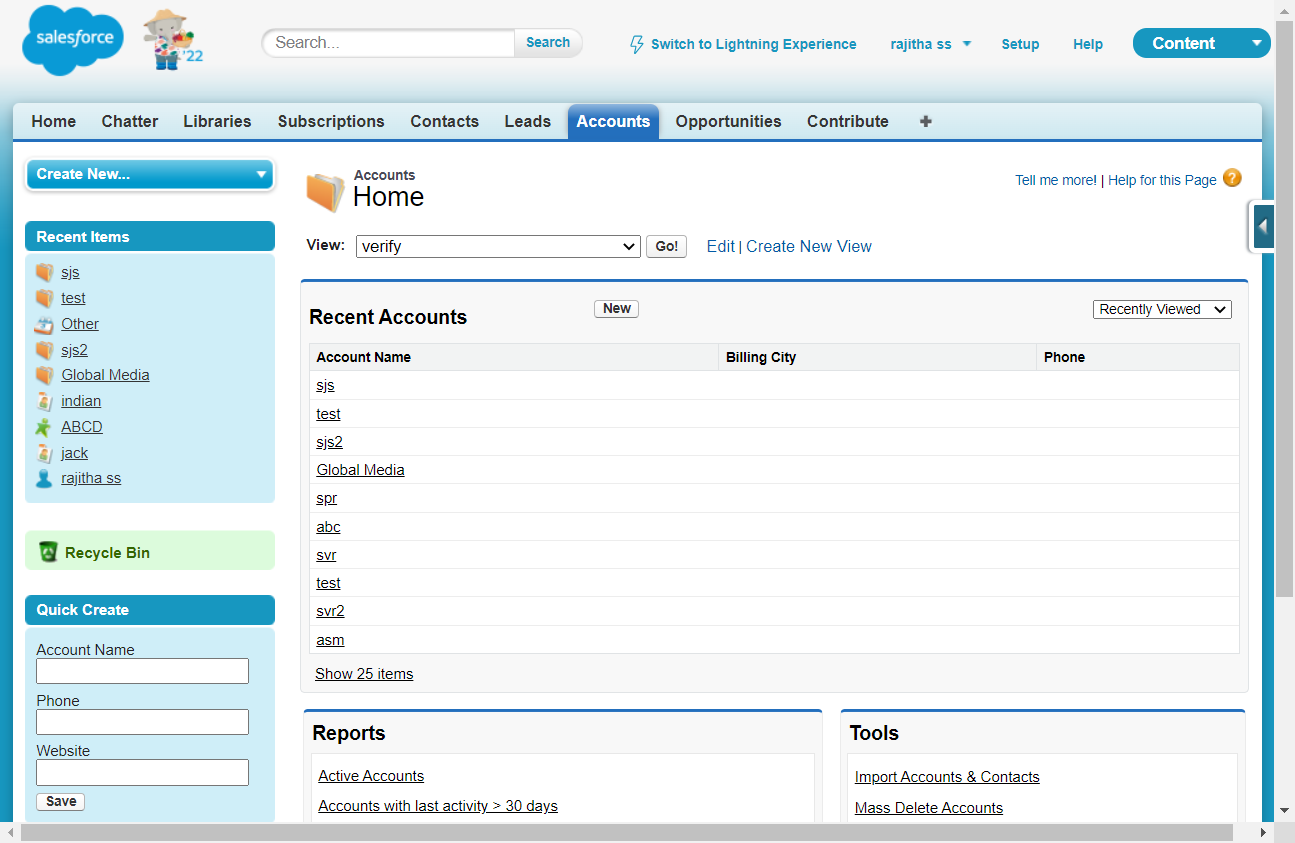 salesforce
'22
Search...
Search
Switch to Lightning Experience
rajitha ss
Setup
Help
Content
Home Chatter Libraries Subscriptions Contacts Leads Accounts Opportunities Contribute +
Create New...
Recent Items
sjs
test
Other
sjs2
Global Media
indian
ABCD
jack
rajitha ss
Recycle Bin
Quick Create
Account Name
Phone
Website
Save
Accounts
Home
Tell me more! | Help for this Page ?
View: verify Go! Edit | Create New View
Recent Accounts New Recently Viewed
Account Name Billing City Phone
sjs
test
sjs2
Global Media
spr
abc
svr
test
svr2
asm
Show 25 items
Reports
Active Accounts
Accounts with last activity > 30 days
Tools
Import Accounts & Contacts
Mass Delete Accounts